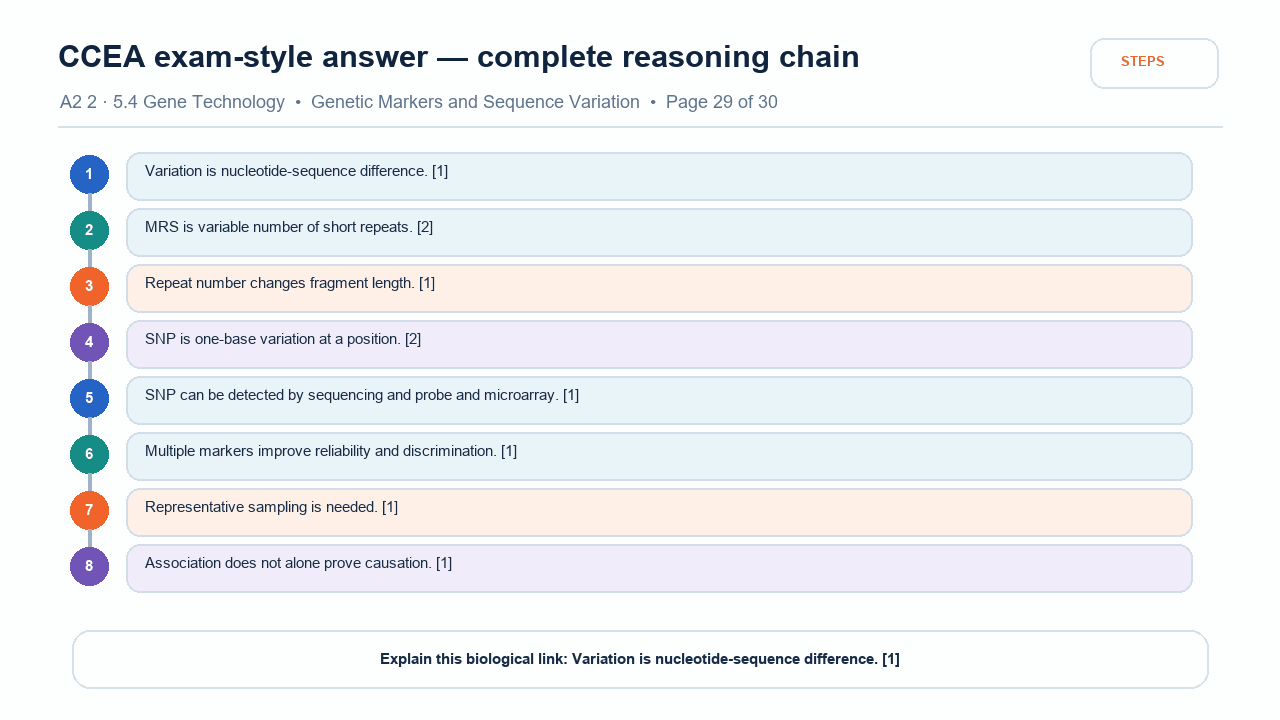 CCEA exam-style answer — complete reasoning chain
STEPS
A2 2 · 5.4 Gene Technology • Genetic Markers and Sequence Variation • Page 29 of 30
1 Variation is nucleotide-sequence difference. [1]
2 MRS is variable number of short repeats. [2]
3 Repeat number changes fragment length. [1]
4 SNP is one-base variation at a position. [2]
5 SNP can be detected by sequencing and probe and microarray. [1]
6 Multiple markers improve reliability and discrimination. [1]
7 Representative sampling is needed. [1]
8 Association does not alone prove causation. [1]
Explain this biological link: Variation is nucleotide-sequence difference. [1]